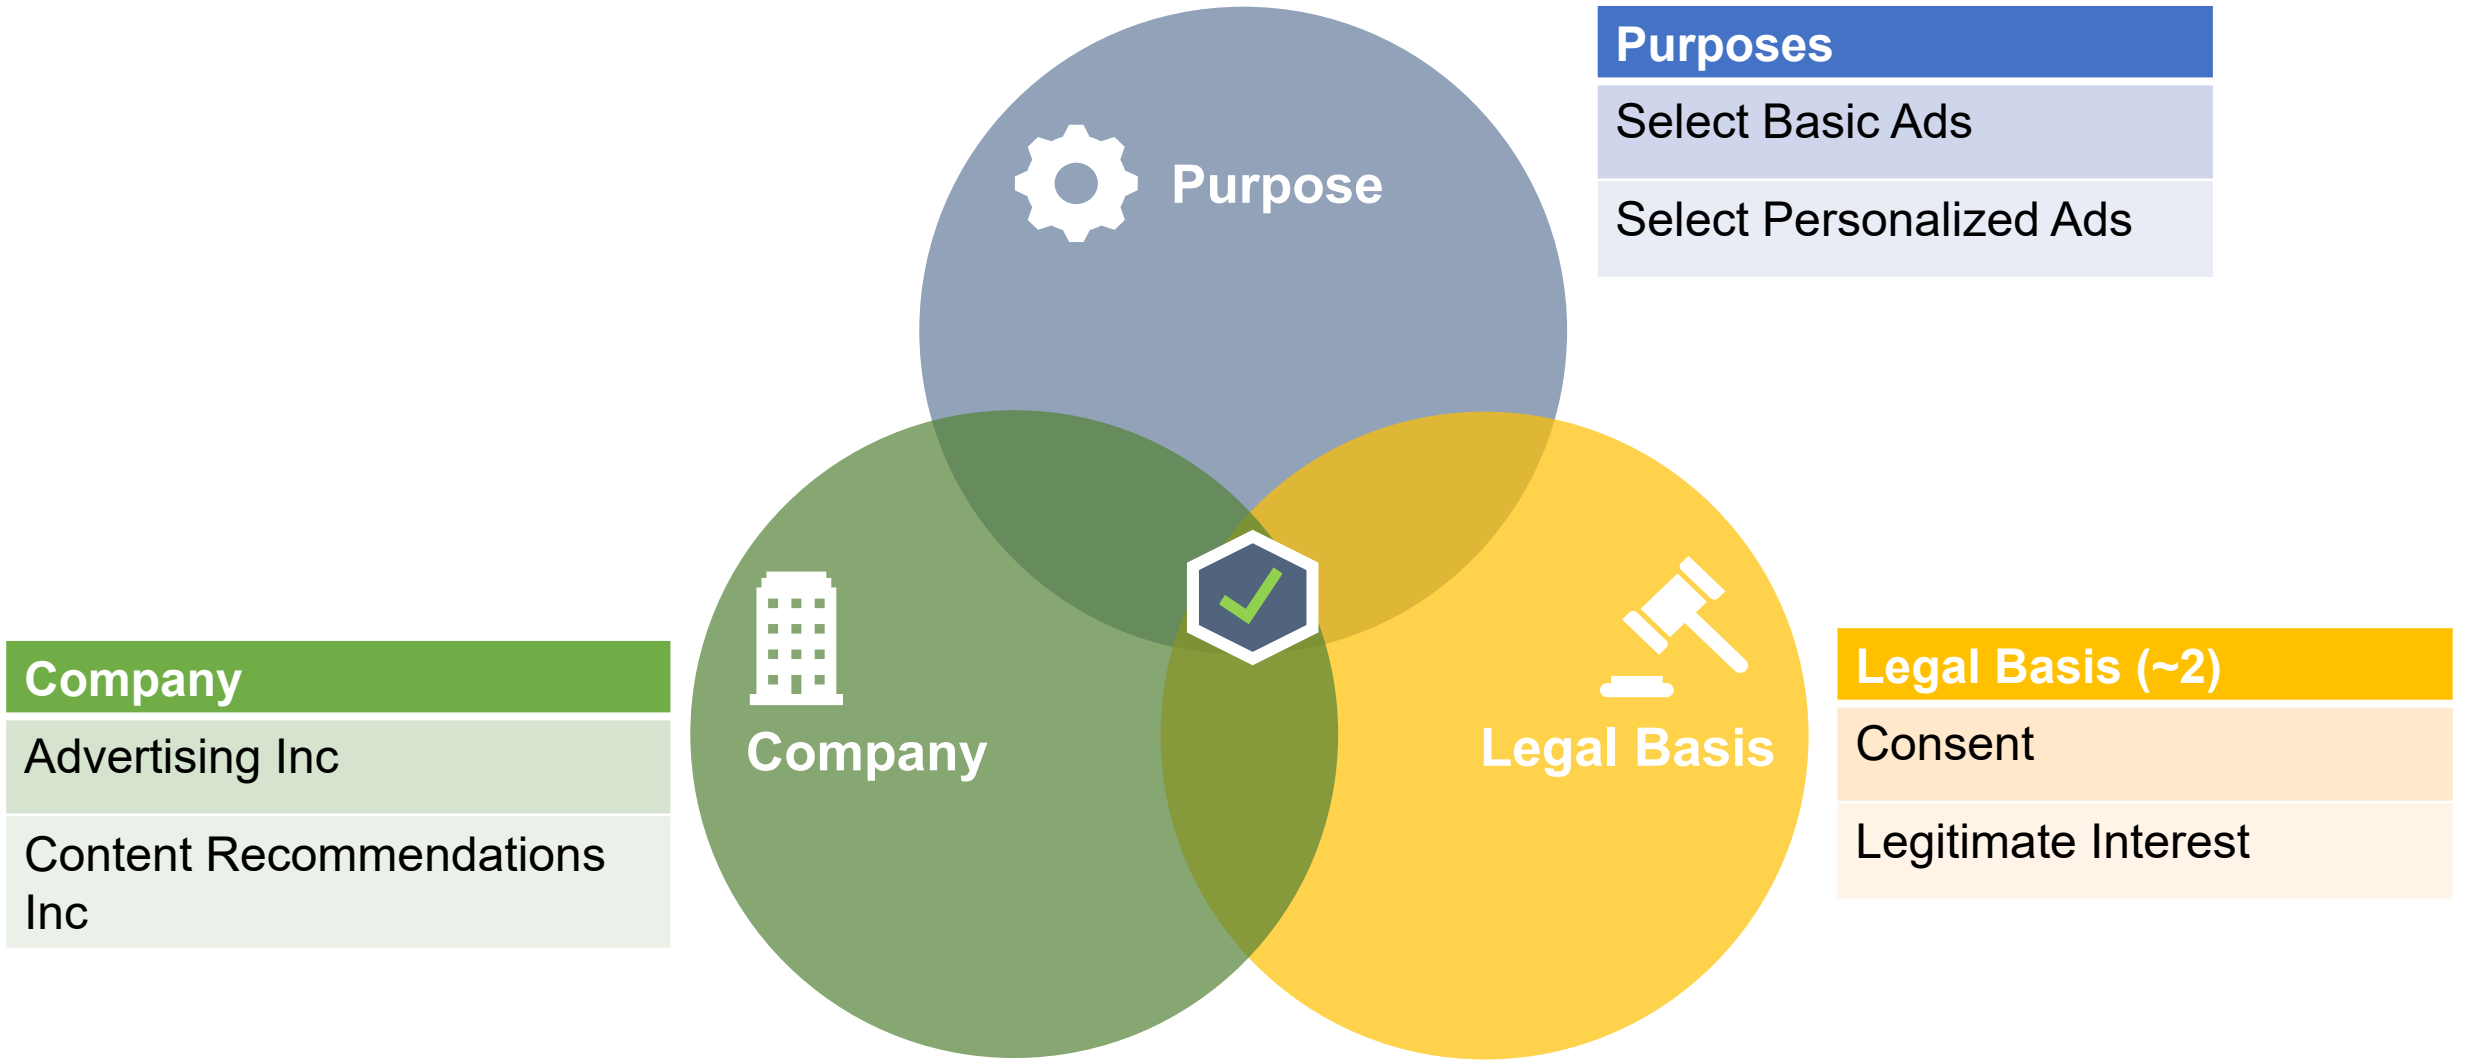 Purpose
Purposes
Select Basic Ads
Select Personalized Ads
Company
Company
Advertising Inc
Content Recommendations
Inc
Legal Basis
Legal Basis (~2)
Consent
Legitimate Interest